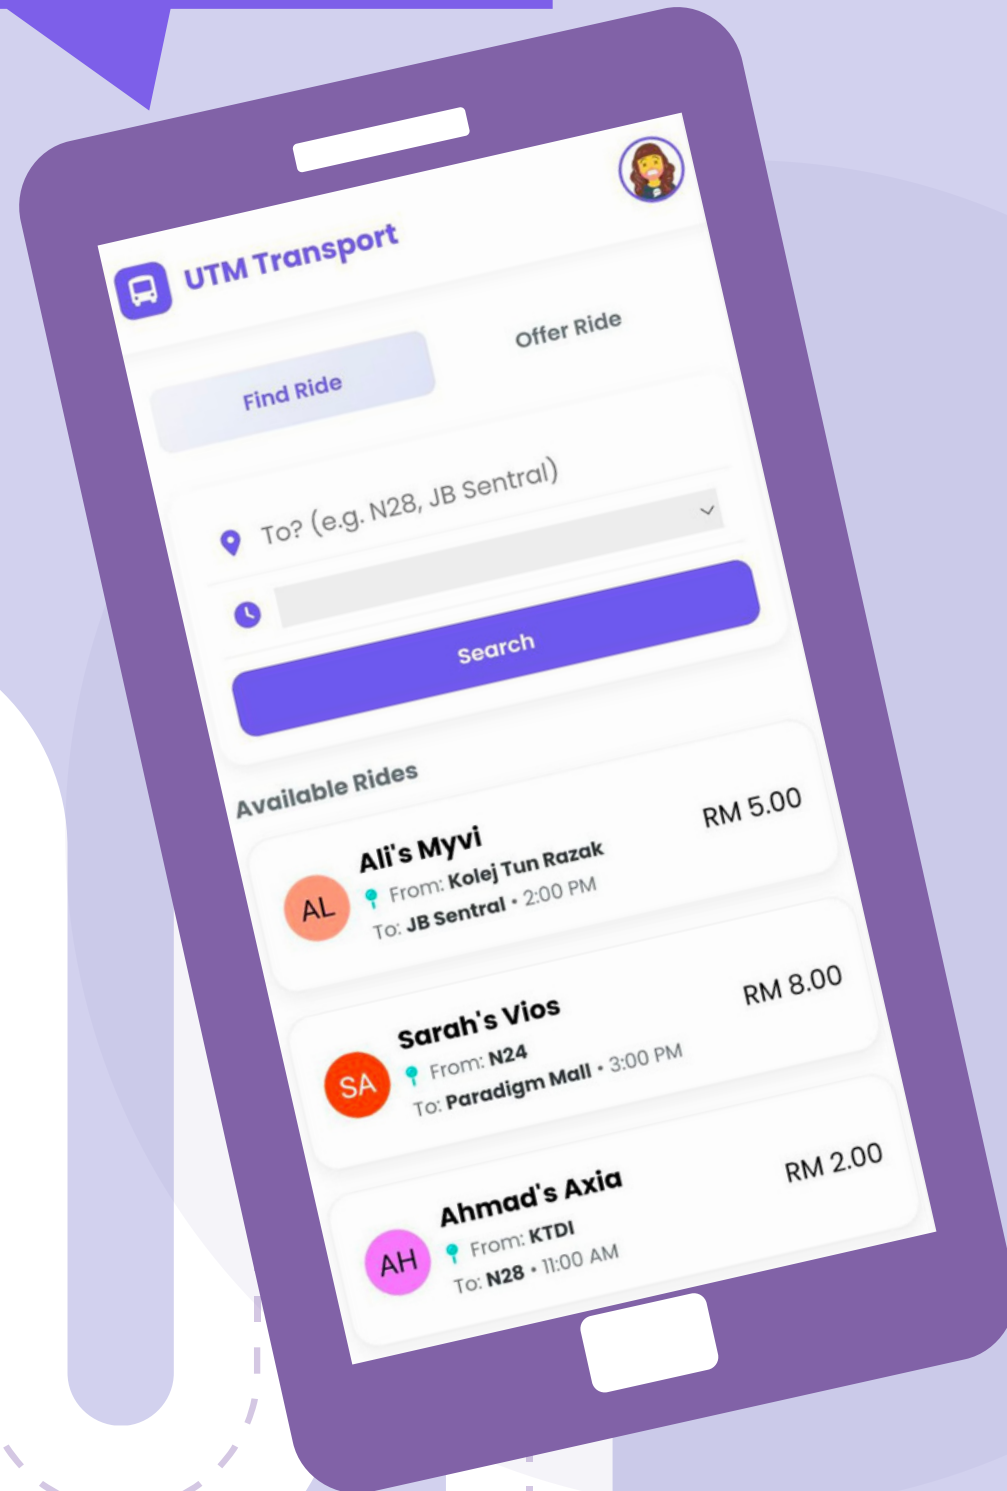 UTM Transport
Find Ride
Offer Ride
To? (e.g. N28, JB Sentral)
Search
Available Rides
AL
Ali's Myvi
RM 5.00
From: Kolej Tun Razak
To: JB Sentral • 2:00 PM
SA
Sarah's Vios
RM 8.00
From: N24
To: Paradigm Mall • 3:00 PM
AH
Ahmad's Axia
RM 2.00
From: KTDI
To: N28 • 11:00 AM